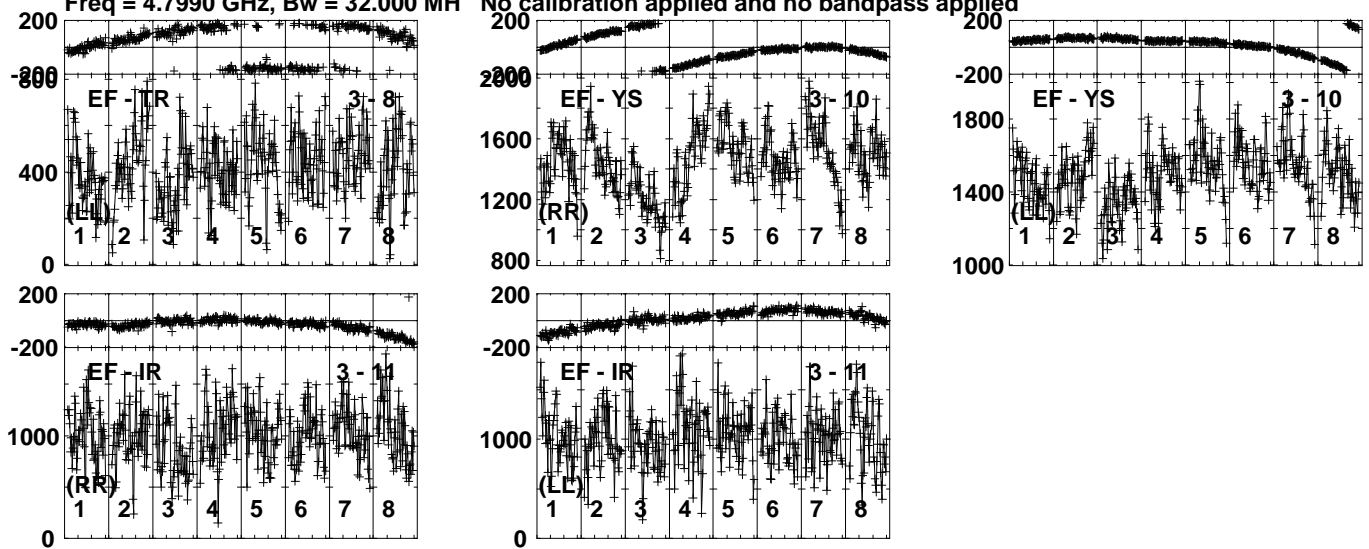 Freq = 4.7990 GHz, Bw = 32.000 MH No calibration applied and no bandpass applied
200
-200
EF - TR 3 - 8
400
(LL)
1 2 3 4 5 6 7 8
0
200
EF - YS 3 - 10
1600
1200
(RR)
1 2 3 4 5 6 7 8
800
200
-200
EF - YS 3 - 10
1800
1400
(LL)
1 2 3 4 5 6 7 8
1000
200
-200
EF - IR 3 - 11
1000
(RR)
1 2 3 4 5 6 7 8
0
200
-200
EF - IR 3 - 11
1000
(LL)
1 2 3 4 5 6 7 8
0